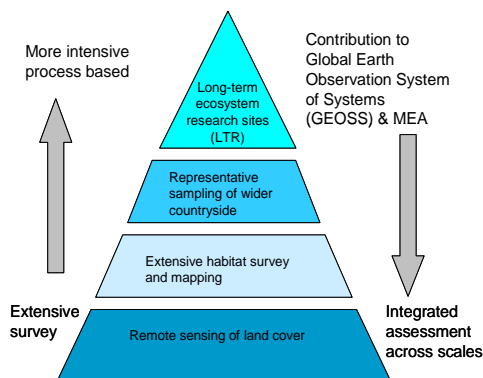 More intensive
process based
Contribution to
Global Earth
Observation System
of Systems
(GEOSS) & MEA
Long-term
ecosystem
research sites
(LTR)
Representative
sampling of wider
countryside
Extensive habitat survey
and mapping
Extensive
survey
Remote sensing of land cover
Integrated
assessment
across scales